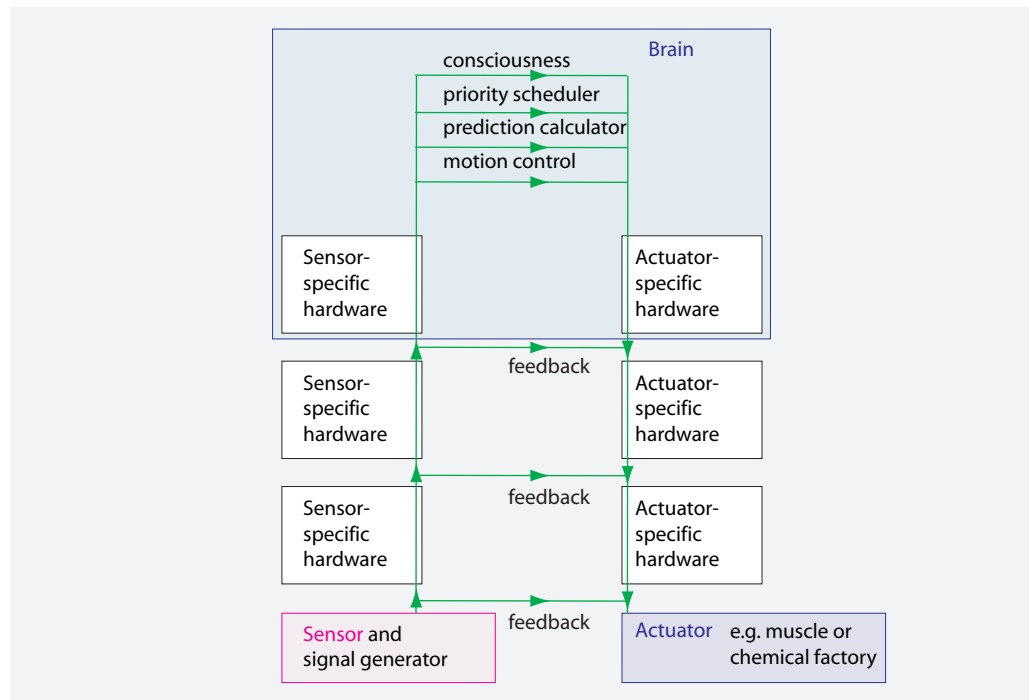 Brain
consciousness
priority scheduler
prediction calculator
motion control
Sensor-
specific
hardware
Actuator-
specific
hardware
feedback
Sensor-
specific
hardware
Actuator-
specific
hardware
feedback
Sensor-
specific
hardware
Actuator-
specific
hardware
feedback
Sensor and
signal generator
Actuator e.g. muscle or
chemical factory